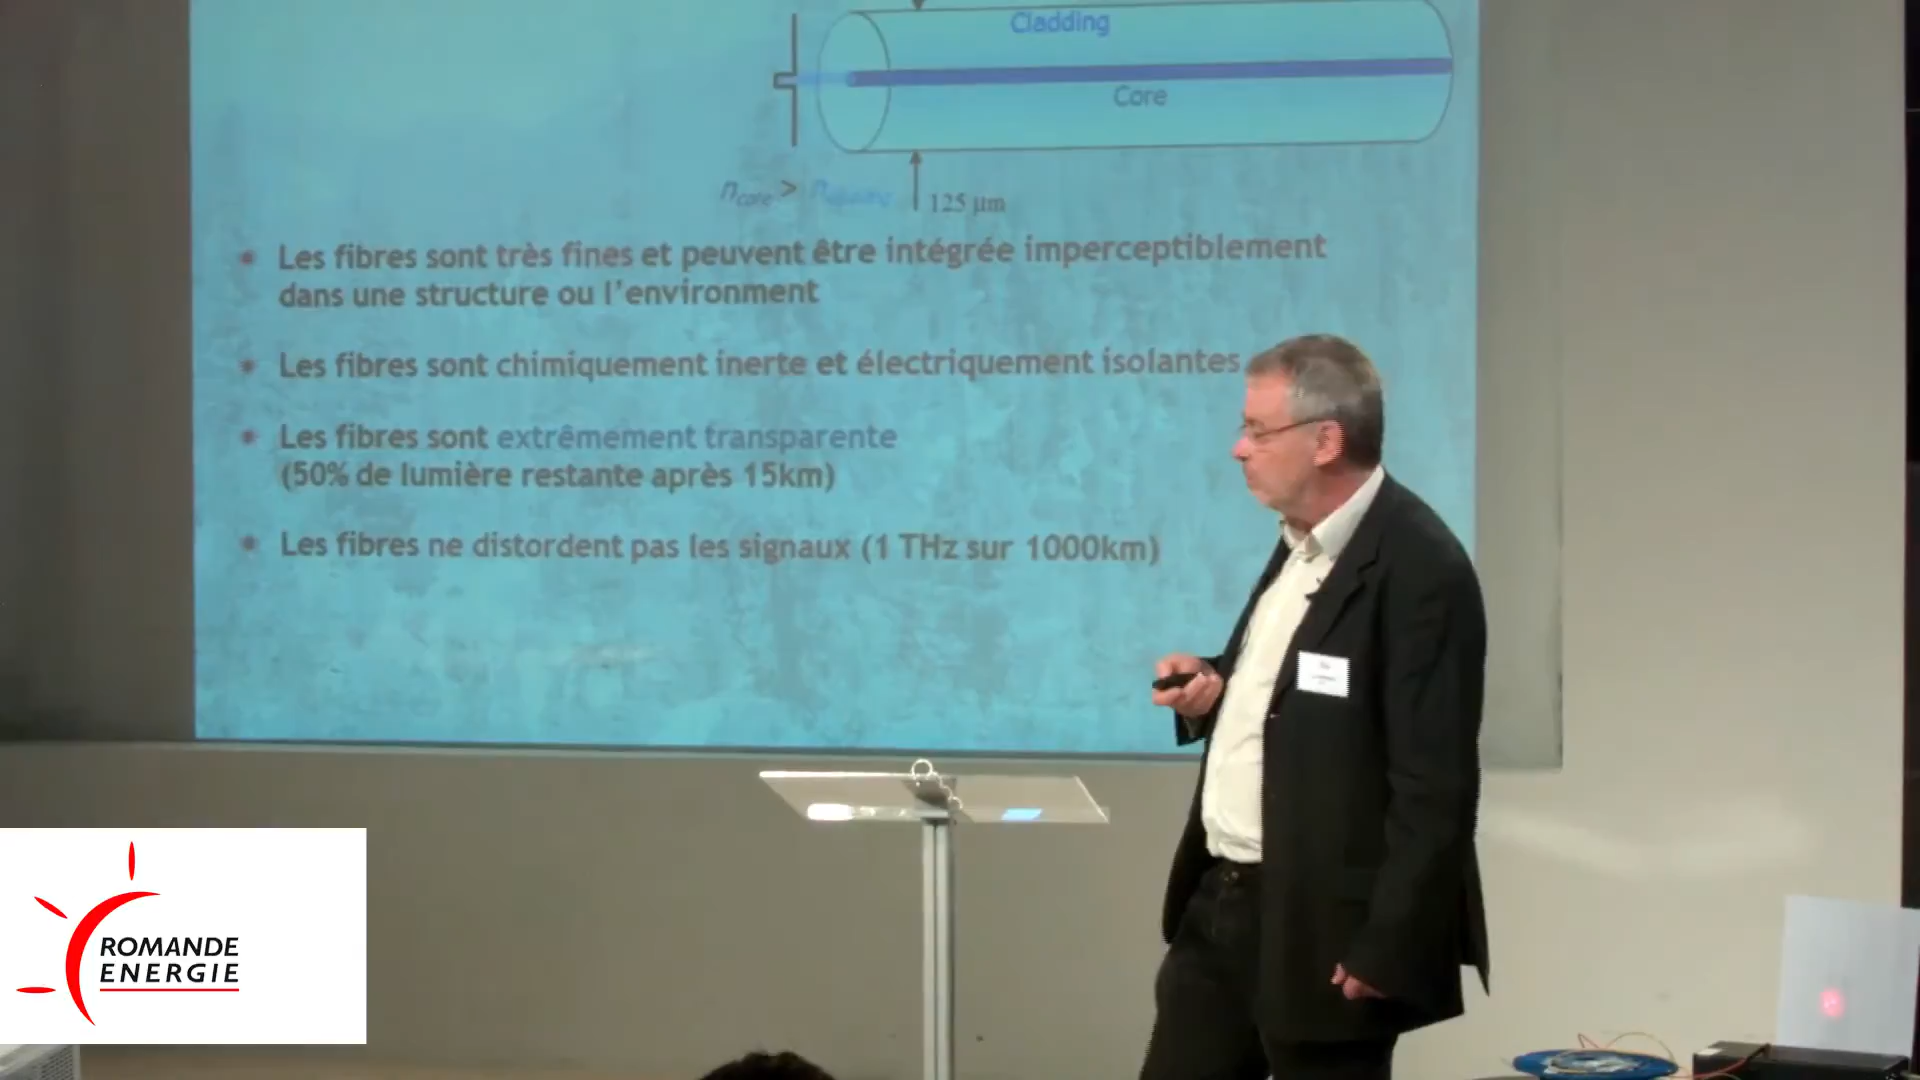 Cladding
Core
n core > n cladding
125 μm
Les fibres sont très fines et peuvent être intégrée imperceptiblement
dans une structure ou l'environment
Les fibres sont chimiquement inerte et électriquement isolantes
Les fibres sont extrêmement transparente
(50% de lumière restante après 15km)
Les fibres ne distordent pas les signaux (1 THz sur 1000km)
ROMANDE
ENERGIE